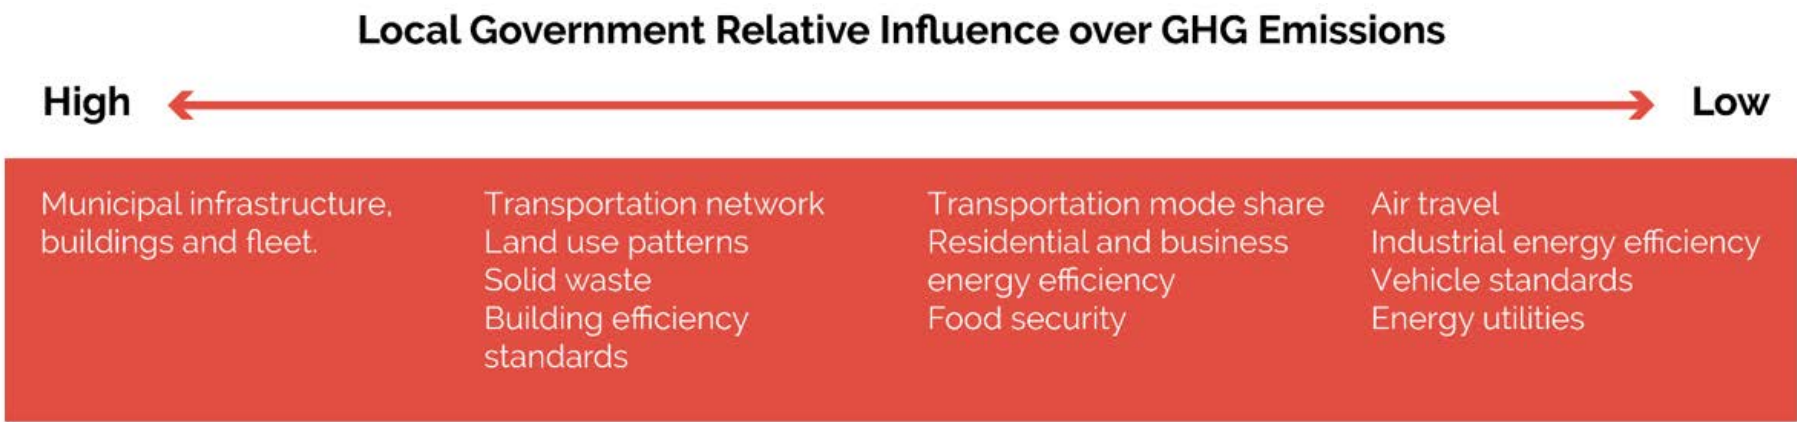 Local Government Relative Influence over GHG Emissions
High
Low
Municipal infrastructure,
buildings and fleet.
Transportation network
Land use patterns
Solid waste
Building efficiency
standards
Transportation mode share
Residential and business
energy efficiency
Food security
Air travel
Industrial energy efficiency
Vehicle standards
Energy utilities